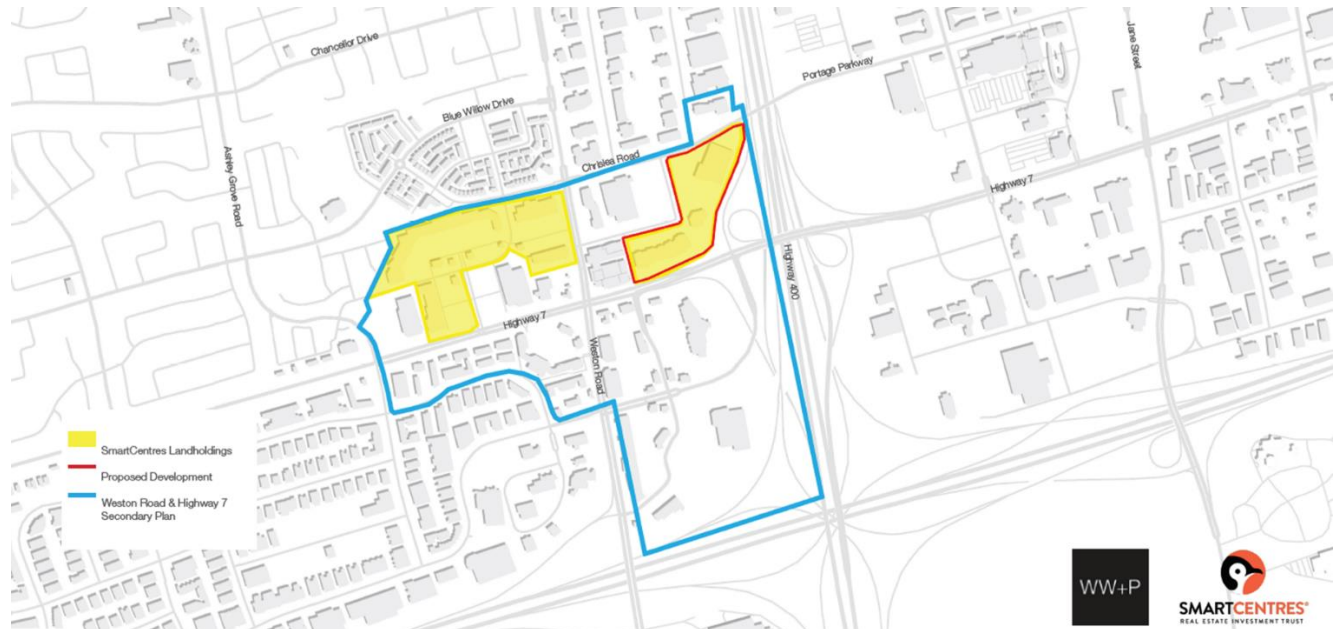 Chancellor Drive
Jane Street
Portage Parkway
Blue Willow Drive
Ashley Grove Road
Chrislea Road
Highway 7
Highway 400
Highway 7
Weston Road
SmartCentres Landholdings
Proposed Development
Weston Road & Highway 7
Secondary Plan
WW+P
SMARTCENTRES®
REAL ESTATE INVESTMENT TRUST